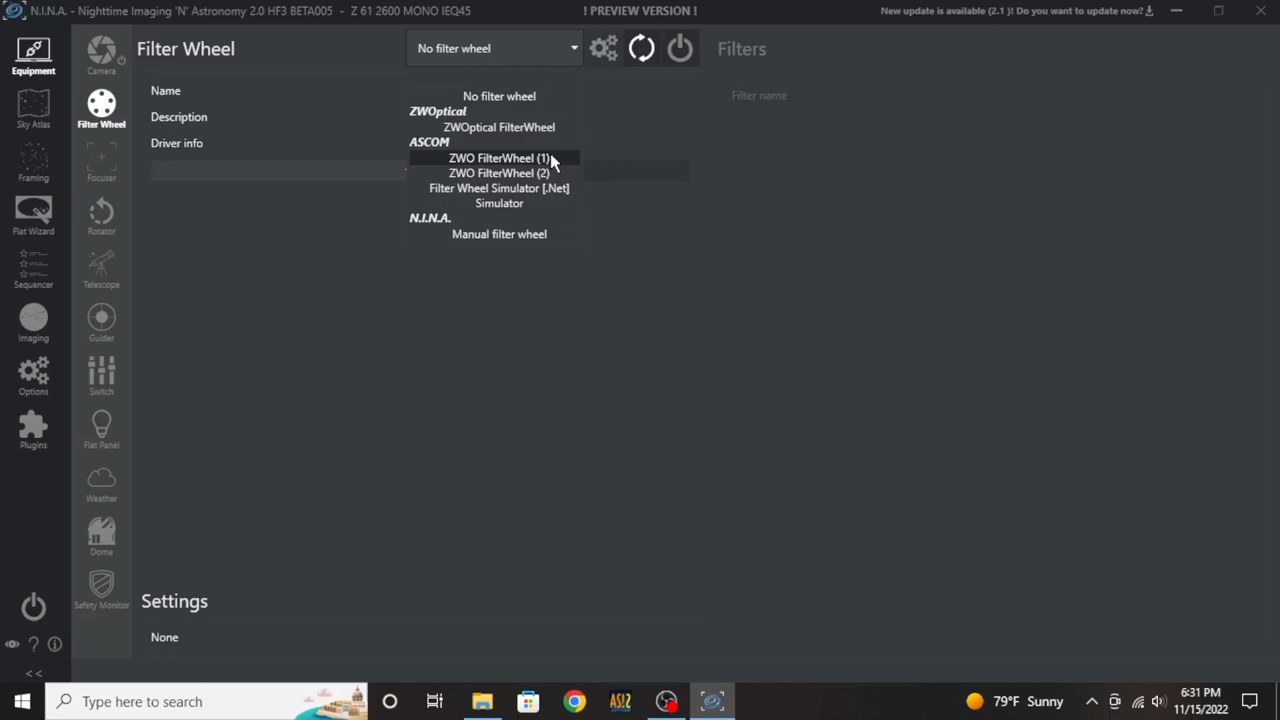 N.I.N.A. - Nighttime Imaging 'N' Astronomy 2.0 HF3 BETA005 - Z 61 2600 MONO IEQ45
! PREVIEW VERSION !
New update is available (2.1 )! Do you want to update now?
Equipment
Sky Atlas
Framing
Flat Wizard
Sequencer
Imaging
Options
Plugins
?
<<
Camera
Filter Wheel
Focuser
Rotator
Telescope
Guider
Switch
Flat Panel
Weather
Dome
Safety Monitor
Filter Wheel
No filter wheel
Name
Description
Driver info
No filter wheel
ZWOptical
ZWOptical FilterWheel
ASCOM
ZWO FilterWheel (1)
ZWO FilterWheel (2)
Filter Wheel Simulator [.Net]
Simulator
N.I.N.A.
Manual filter wheel
Filters
Filter name
Settings
None
Type here to search
AS!2
79°F Sunny
6:31 PM
11/15/2022